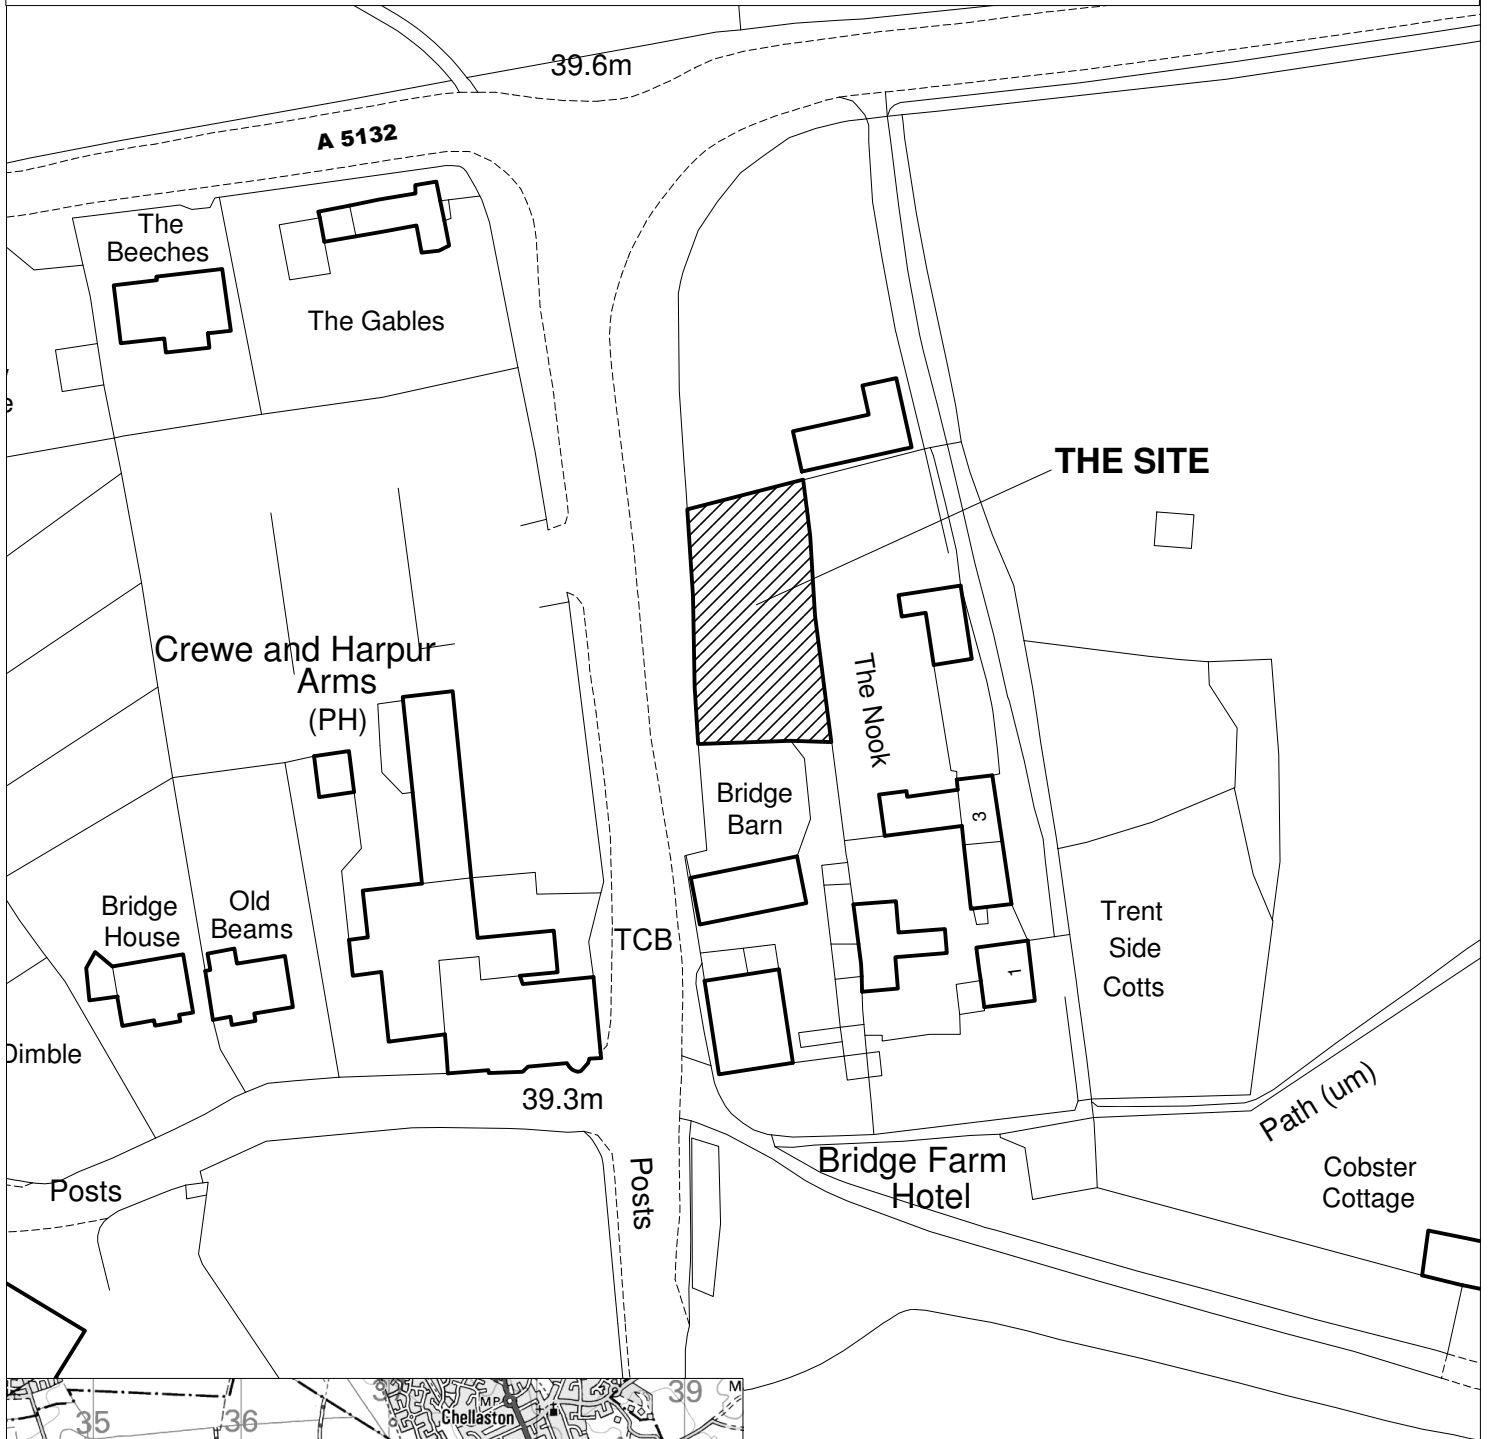 39.6m
A 5132
The
Beeches
The Gables
THE SITE
Crewe and Harpur
Arms
(PH)
The Nook
Bridge
Barn
3
Bridge
House
Old
Beams
TCB
Trent
Side
Cotts
1
Dimble
39.3m
Path (um)
Posts
Posts
Bridge Farm
Hotel
Cobster
Cottage
35
36
MP
Chellaston
39
M